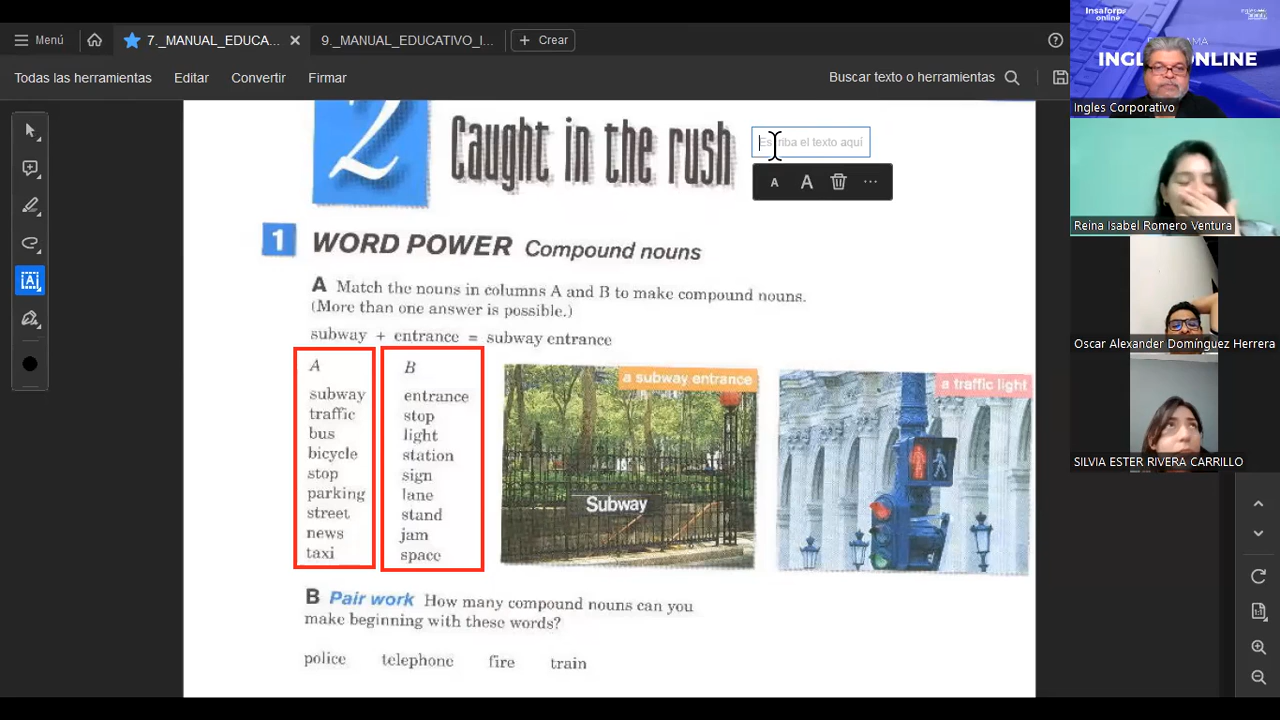 Menú
7._MANUAL_EDUCA...
9._MANUAL_EDUCATIVO_I...
Crear
Todas las herramientas
Editar
Convertir
Firmar
Buscar texto o herramientas
2
Caught in the rush
Escriba el texto aquí
A A ...
1 WORD POWER Compound nouns
A Match the nouns in columns A and B to make compound nouns.
(More than one answer is possible.)
subway + entrance = subway entrance
A B
subway entrance
traffic stop
bus light
bicycle station
stop sign
parking lane
street stand
news jam
taxi space
a subway entrance
Subway
a traffic light
B Pair work How many compound nouns can you
make beginning with these words?
police telephone fire train
Insaforp
online
INGL ONLINE
Ingles Corporativo
Reina Isabel Romero Ventura
Oscar Alexander Domínguez Herrera
SILVIA ESTER RIVERA CARRILLO